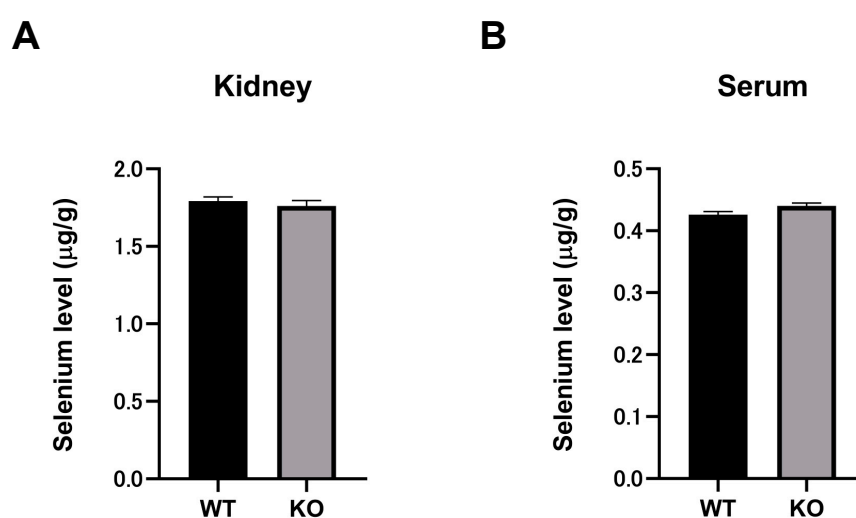 A
Kidney
Selenium level (μg/g)
2.0
1.5
1.0
0.5
0.0
WT KO
B
Serum
Selenium level (μg/g)
0.5
0.4
0.3
0.2
0.1
0.0
WT KO